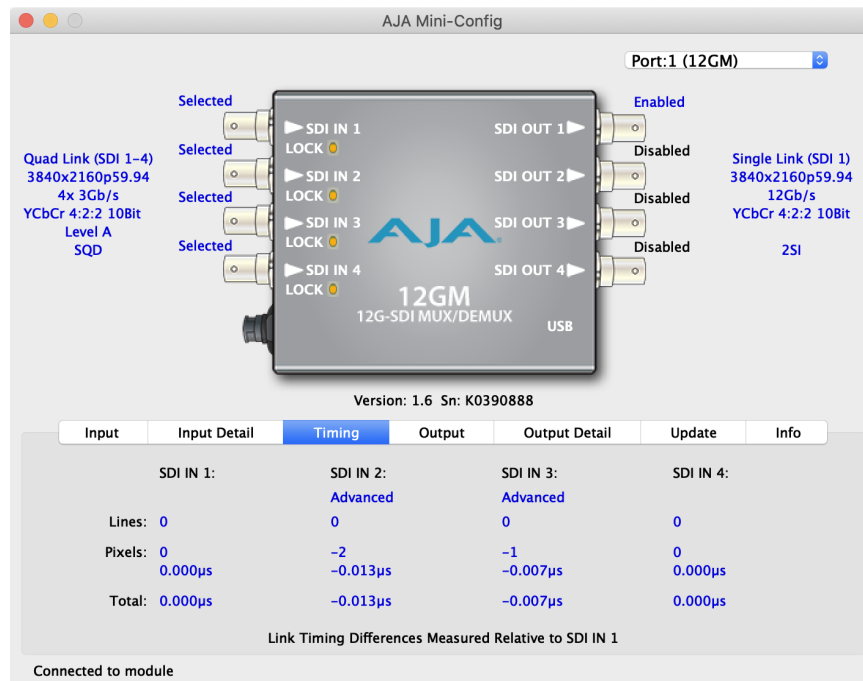 AJA Mini-Config
Port:1 (12GM)
Selected
Enabled
SDI IN 1
SDI OUT 1
LOCK
Selected
Disabled
Quad Link (SDI 1-4)
3840x2160p59.94
4x 3Gb/s
YCbCr 4:2:2 10Bit
Level A
SQD
SDI IN 2
SDI OUT 2
LOCK
Single Link (SDI 1)
3840x2160p59.94
12Gb/s
YCbCr 4:2:2 10Bit
2SI
Selected
Disabled
SDI IN 3
SDI OUT 3
LOCK
AJA
Selected
Disabled
SDI IN 4
SDI OUT 4
LOCK
12GM
12G-SDI MUX/DEMUX
USB
Version: 1.6 Sn: K0390888
Input Input Detail Timing Output Output Detail Update Info
SDI IN 1: SDI IN 2: SDI IN 3: SDI IN 4:
Advanced Advanced
Lines: 0 0 0 0
Pixels: 0 -2 -1 0
0.000µs -0.013µs -0.007µs 0.000µs
Total: 0.000µs -0.013µs -0.007µs 0.000µs
Link Timing Differences Measured Relative to SDI IN 1
Connected to module